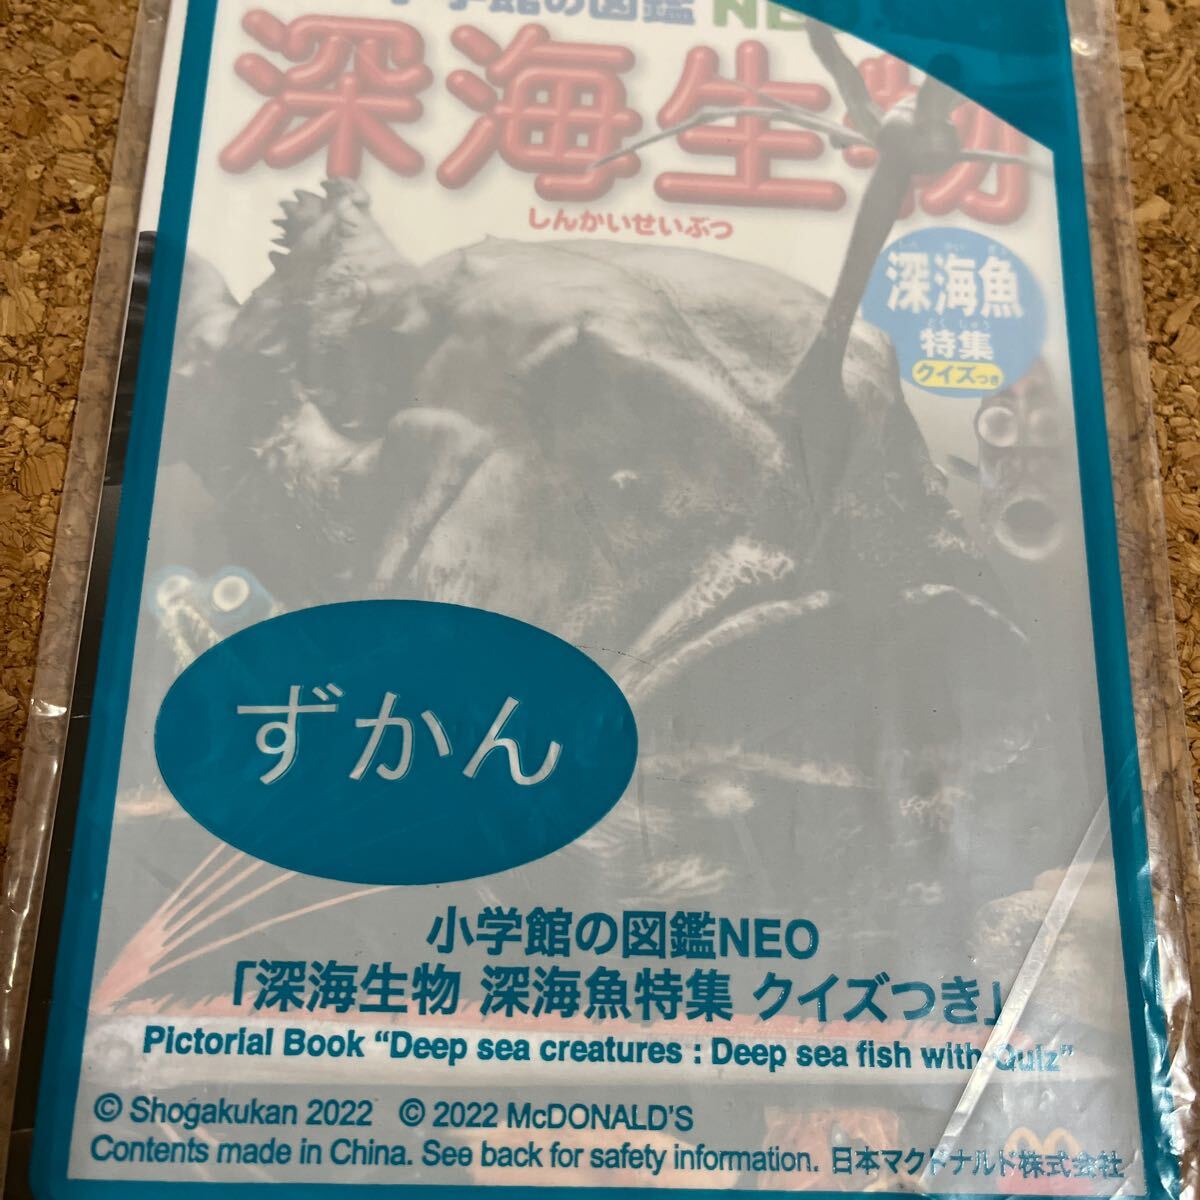 小学館の図鑑 NEO
深海生物
しんかいせいぶつ
深海魚
特集
クイズつき
ずかん
小学館の図鑑NEO
「深海生物 深海魚特集 クイズつき」
Pictorial Book “Deep sea creatures : Deep sea fish with Quiz”
© Shogakukan 2022 © 2022 McDONALD'S
Contents made in China. See back for safety information. 日本マクドナルド株式会社